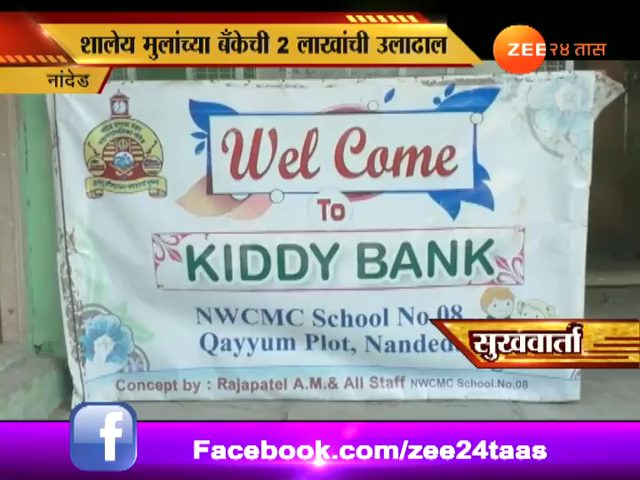 शालेय मुलांच्या बँकेची 2 लाखांची उलाढाल
ZEE २४ तास
नांदेड
Wel Come
To
KIDDY BANK
NWCMC School No.08
Qayyum Plot, Nanded
सुखवार्ता
Concept by : Rajapatel A.M.& All Staff NWCMC School.No.08
Facebook.com/zee24taas